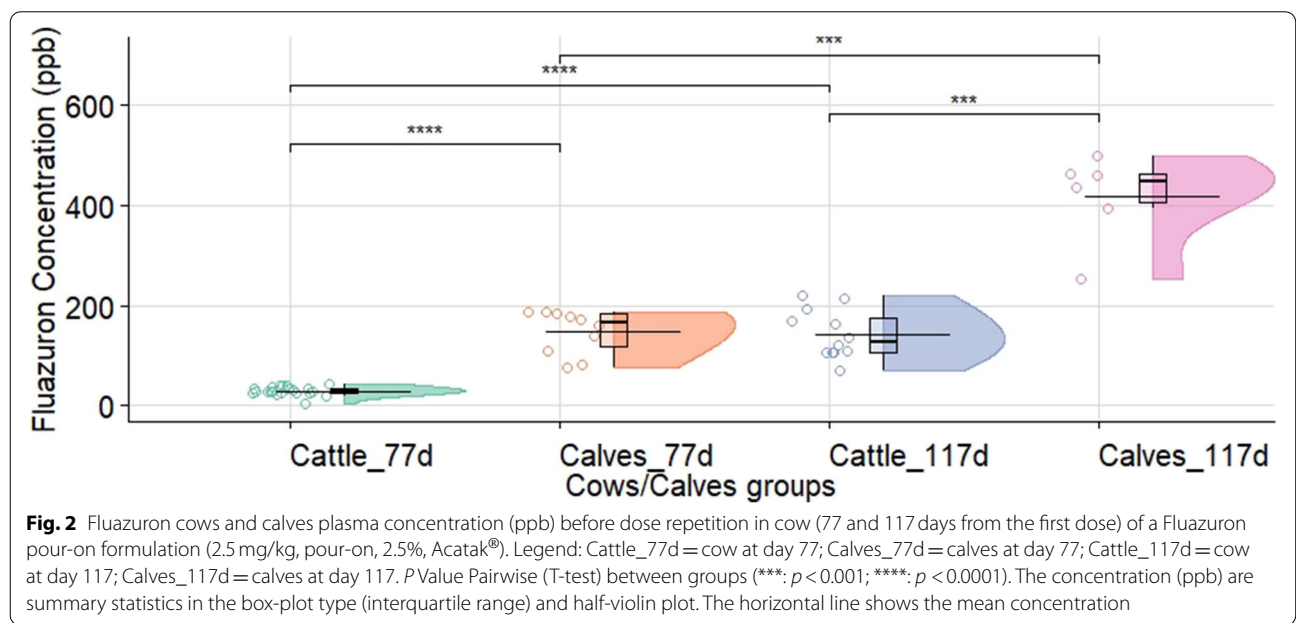 ***
****
***
****
Fluazuron Concentration (ppb)
600
400
200
0
Cattle_77d Calves_77d Cattle_117d Calves_117d
Cows/Calves groups
Fig. 2 Fluazuron cows and calves plasma concentration (ppb) before dose repetition in cow (77 and 117 days from the first dose) of a Fluazuron
pour-on formulation (2.5 mg/kg, pour-on, 2.5%, Acatak®). Legend: Cattle_77d = cow at day 77; Calves_77d = calves at day 77; Cattle_117d = cow
at day 117; Calves_117d = calves at day 117. P Value Pairwise (T-test) between groups (***: p < 0.001; ****: p < 0.0001). The concentration (ppb) are
summary statistics in the box-plot type (interquartile range) and half-violin plot. The horizontal line shows the mean concentration